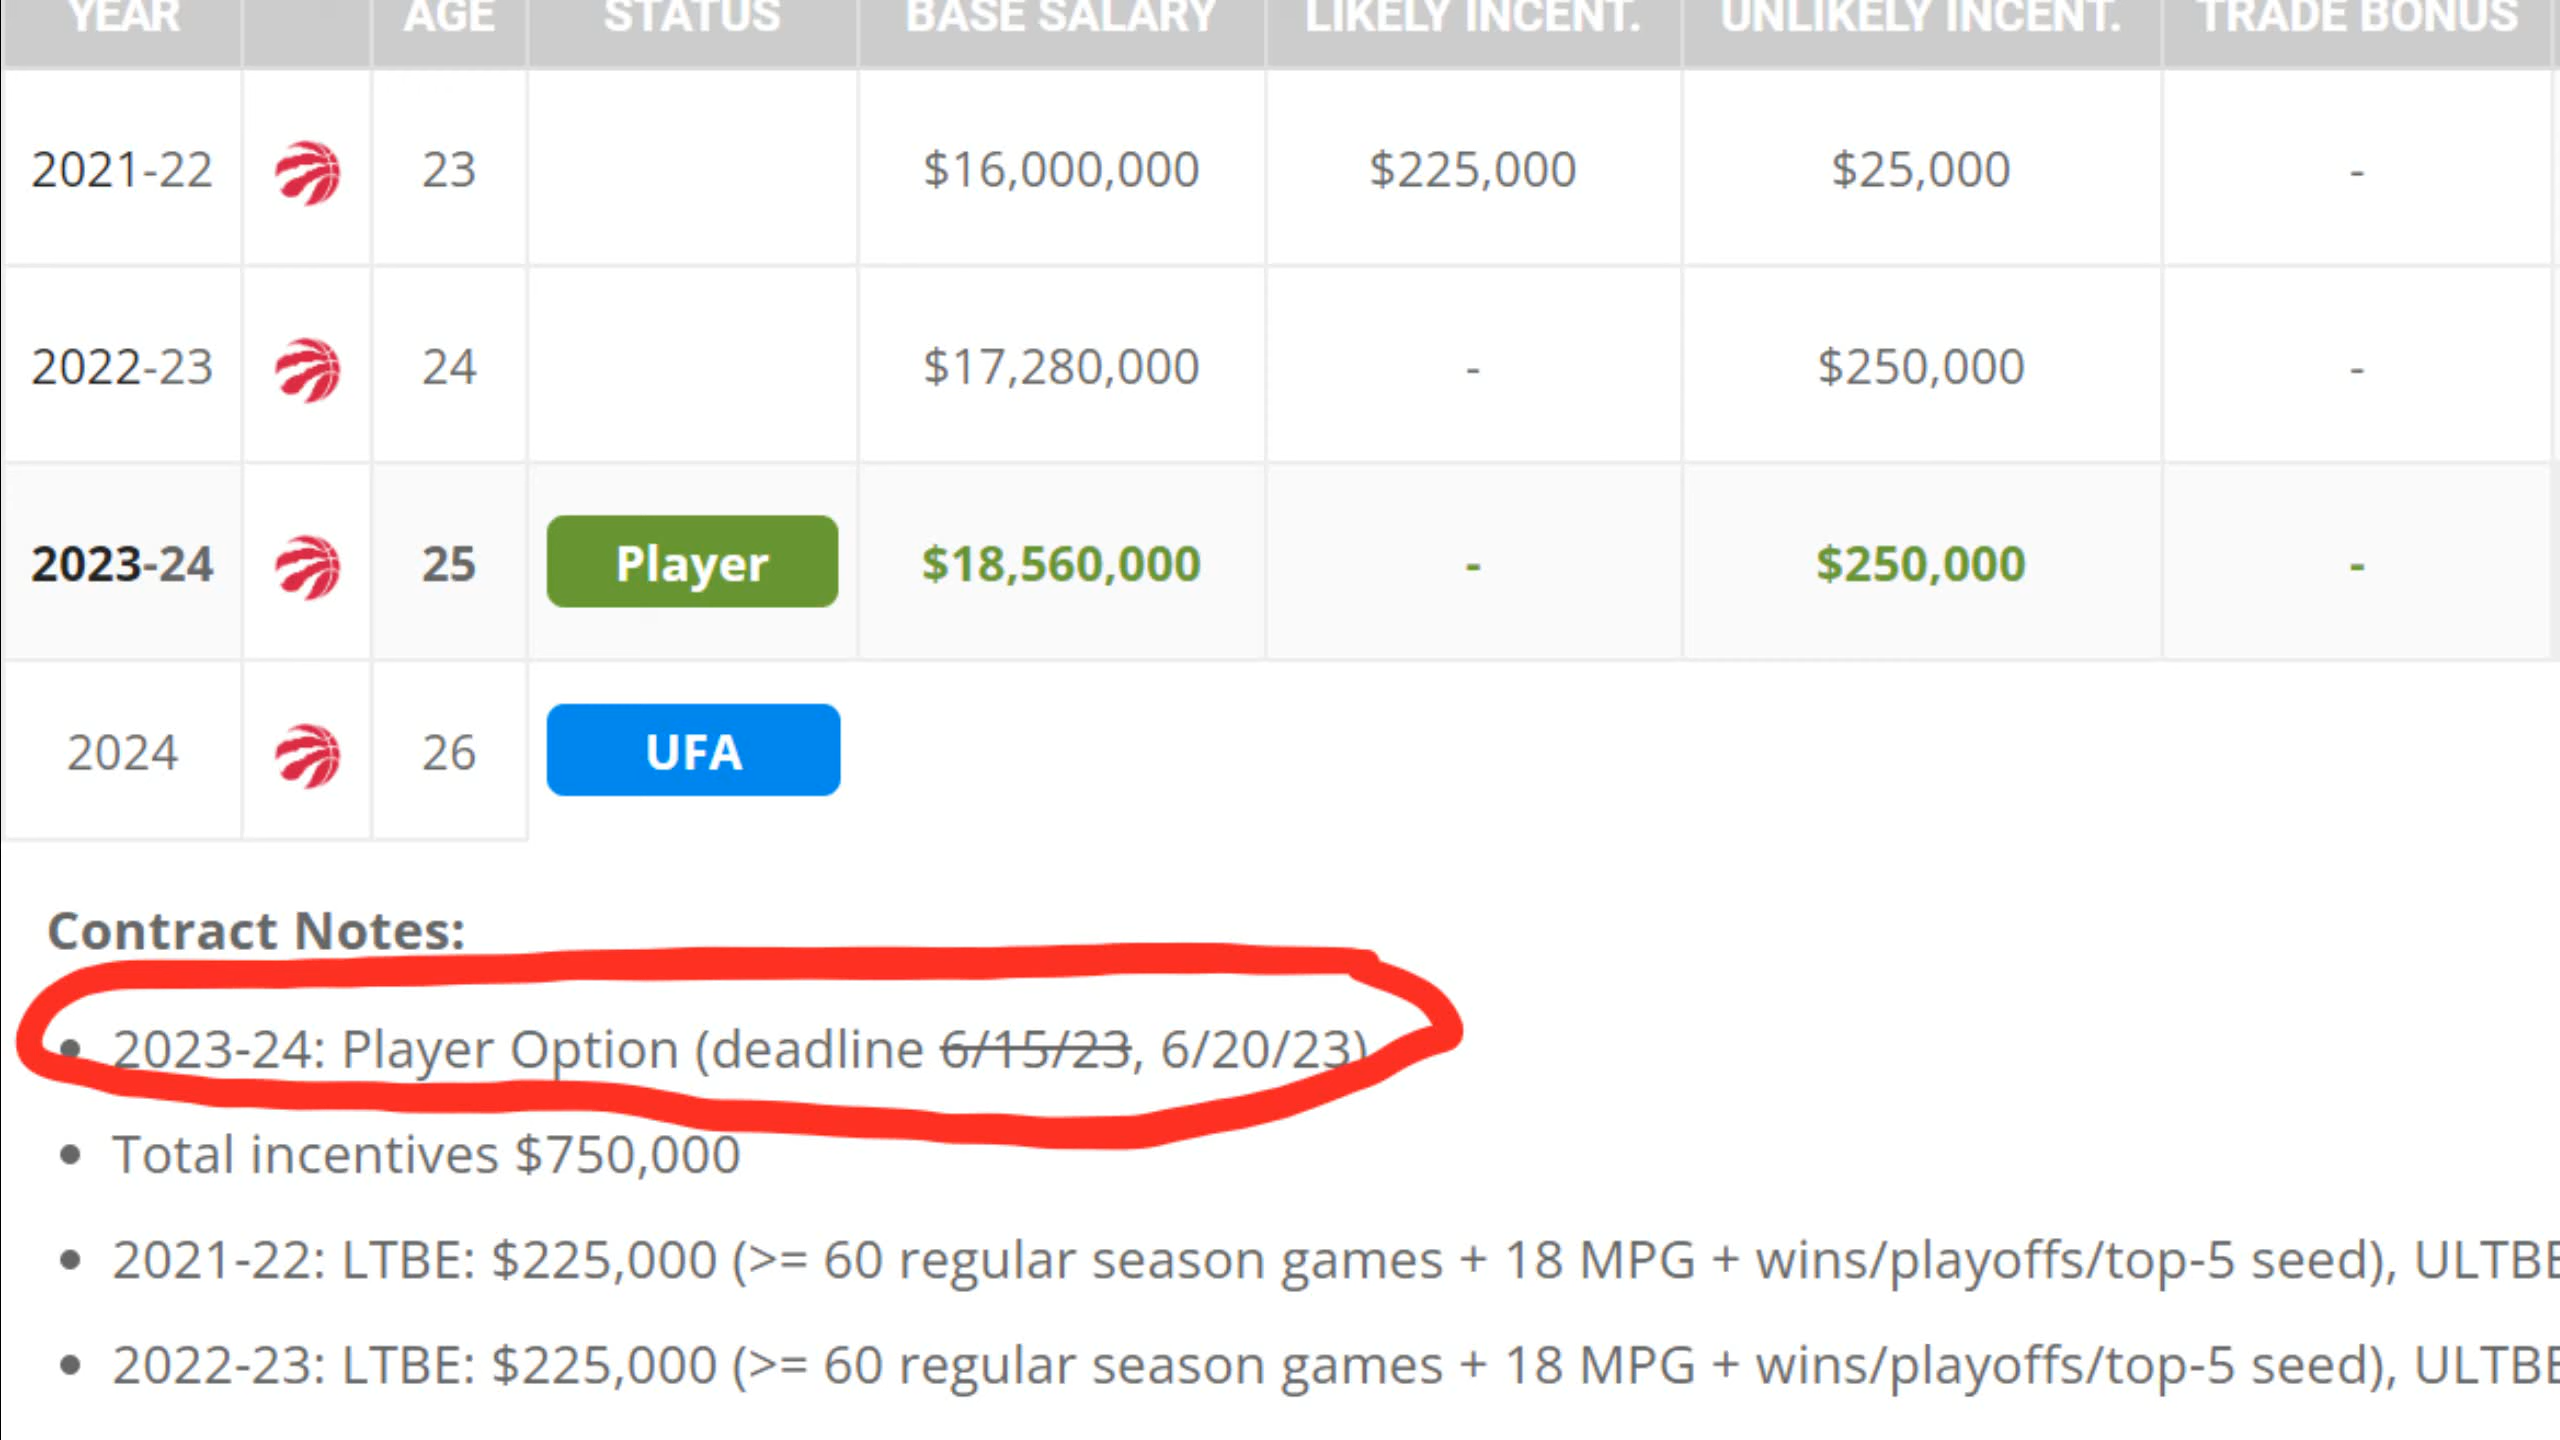 YEAR AGE STATUS BASE SALARY LIKELY INCENT. UNLIKELY INCENT. TRADE BONUS
2021-22 23 $16,000,000 $225,000 $25,000 -
2022-23 24 $17,280,000 - $250,000 -
2023-24 25 Player $18,560,000 - $250,000 -
2024 26 UFA
Contract Notes:
• 2023-24: Player Option (deadline 6/15/23, 6/20/23)
• Total incentives $750,000
• 2021-22: LTBE: $225,000 (>= 60 regular season games + 18 MPG + wins/playoffs/top-5 seed), ULTBE
• 2022-23: LTBE: $225,000 (>= 60 regular season games + 18 MPG + wins/playoffs/top-5 seed), ULTBE